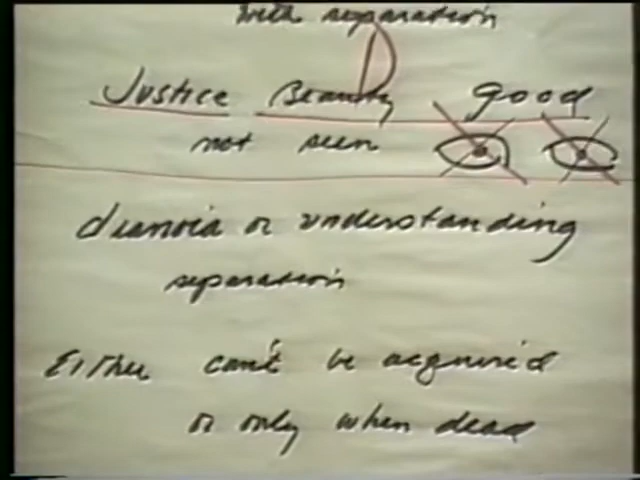 with separation
Justice Beauty good
not seen
dianoia or understanding
separation
Either can't be acquired
or only when dead